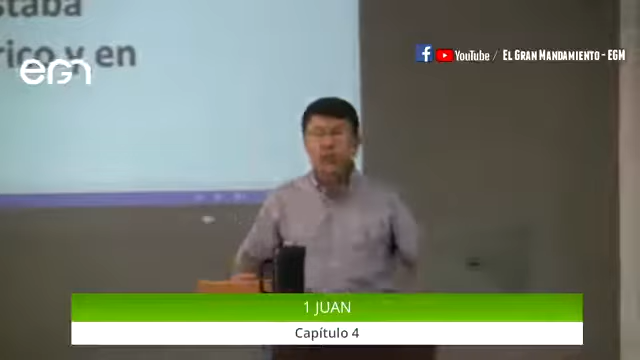 staba
rico y en
EGM
YouTube / EL GRAN MANDAMIENTO - EGM
1 JUAN
Capítulo 4